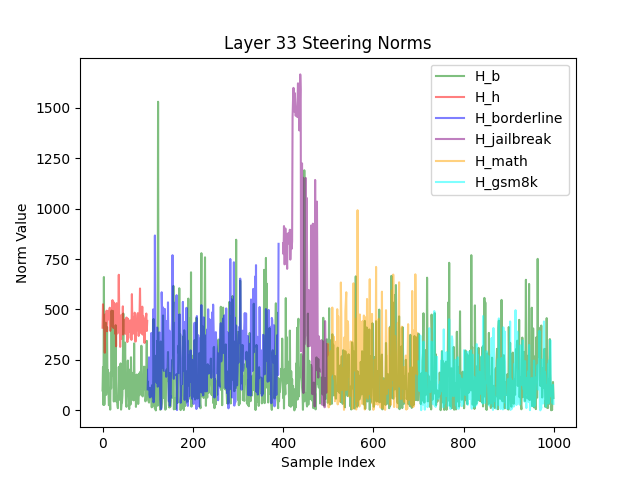 Layer 33 Steering Norms
Norm Value
1500
1250
1000
750
500
250
0
0 200 400 600 800 1000
Sample Index
H_b
H_h
H_borderline
H_jailbreak
H_math
H_gsm8k